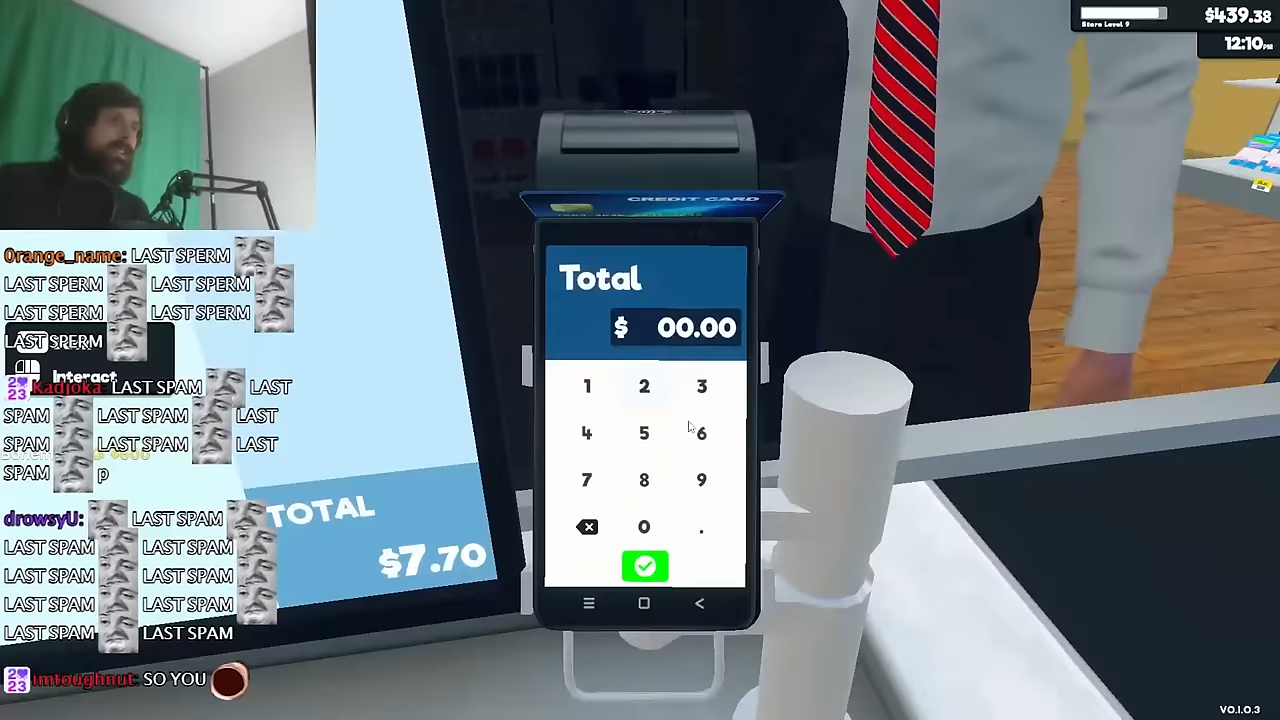 $439.38
Store Level 9
12:10PM
CREDIT CARD
Total
$ 00.00
1 2 3
4 5 6
7 8 9
0 .
TOTAL
$7.70
Orange_name: LAST SPERM
LAST SPERM LAST SPERM
LAST SPERM LAST SPERM
LAST SPERM
Interact
Kadjoka: LAST SPAM LAST
SPAM LAST SPAM LAST
SPAM LAST SPAM LAST
SPAM p
drowsyU: LAST SPAM
LAST SPAM LAST SPAM
LAST SPAM LAST SPAM
LAST SPAM LAST SPAM
LAST SPAM LAST SPAM
imtoughnut: SO YOU
V0.1.0.3